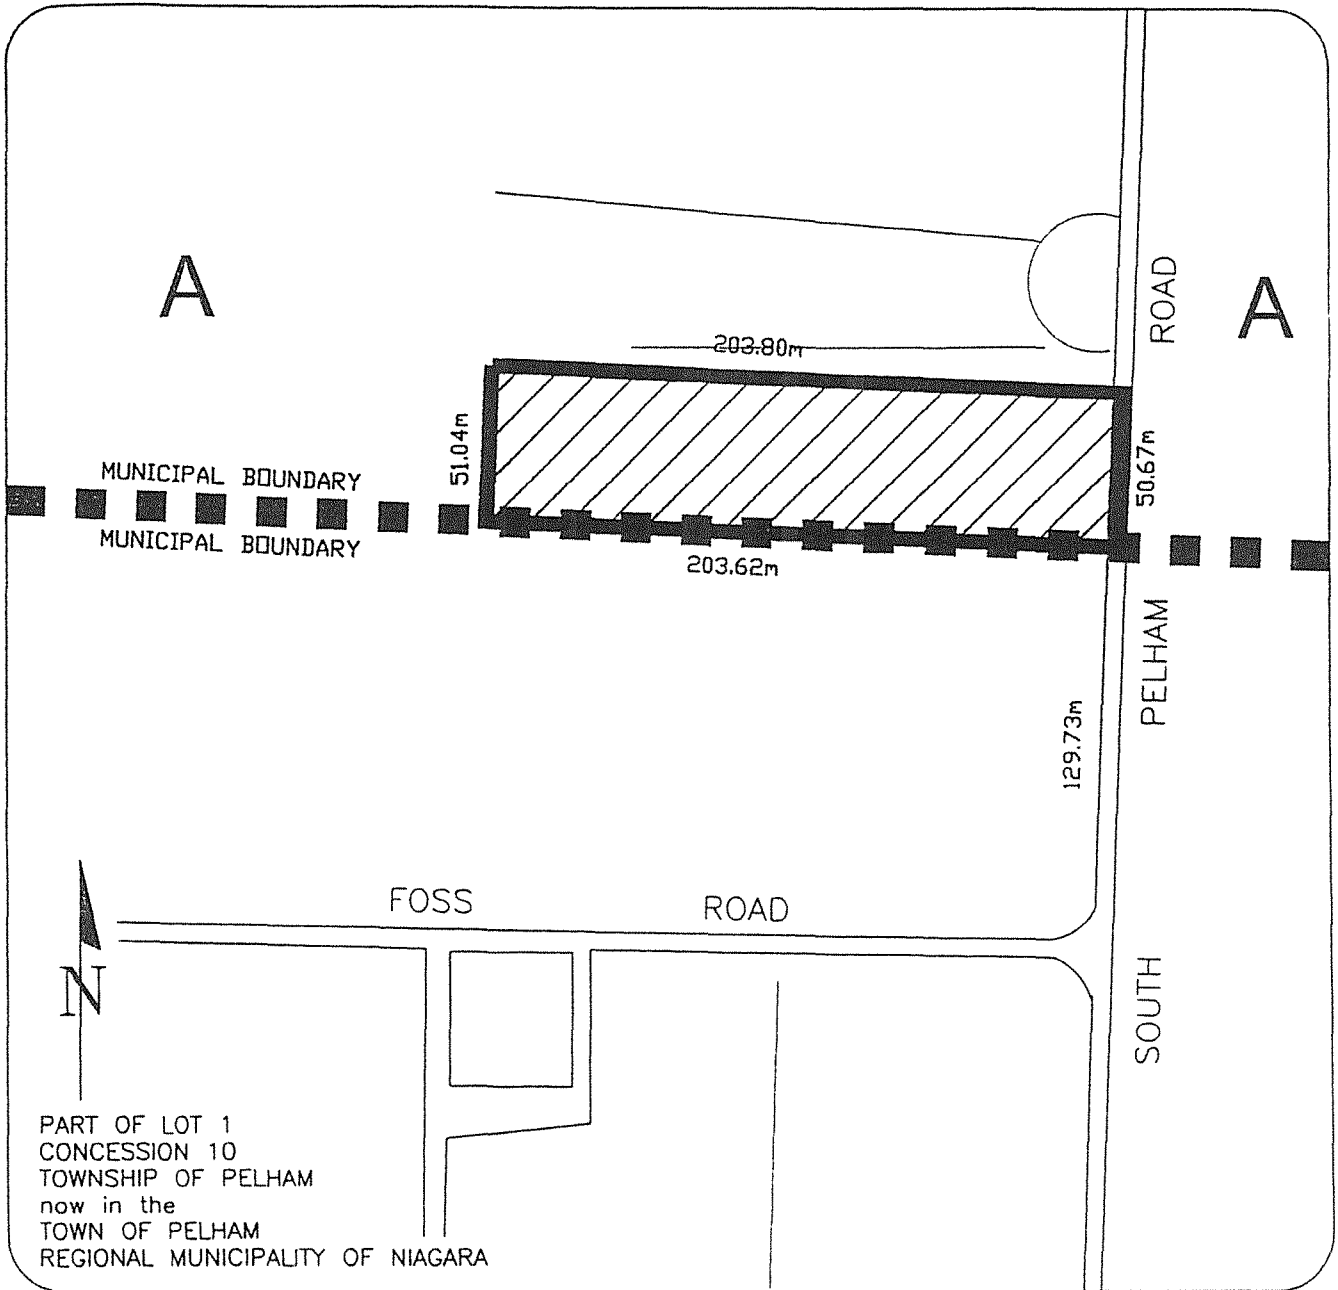 A
A
ROAD
203.80m
51.04m
50.67m
MUNICIPAL BOUNDARY
MUNICIPAL BOUNDARY
203.62m
PELHAM
129.73m
FOSS ROAD
SOUTH
N
PART OF LOT 1
CONCESSION 10
TOWNSHIP OF PELHAM
now in the
TOWN OF PELHAM
REGIONAL MUNICIPALITY OF NIAGARA